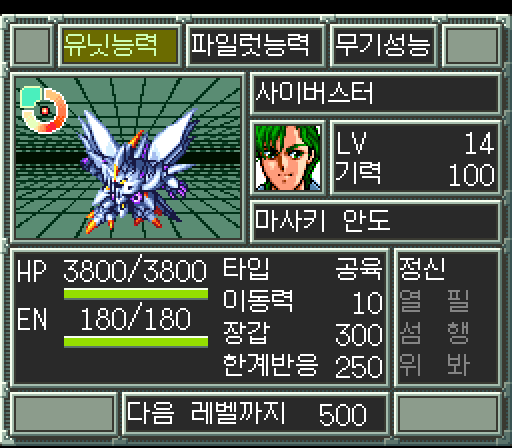 유닛능력 파일럿능력 무기성능
사이버스터
LV 14
기력 100
마사키 안도
HP 3800/3800
EN 180/180
타입 공육
이동력 10
장갑 300
한계반응 250
정신
열 필
섬 행
위 봐
다음 레벨까지 500